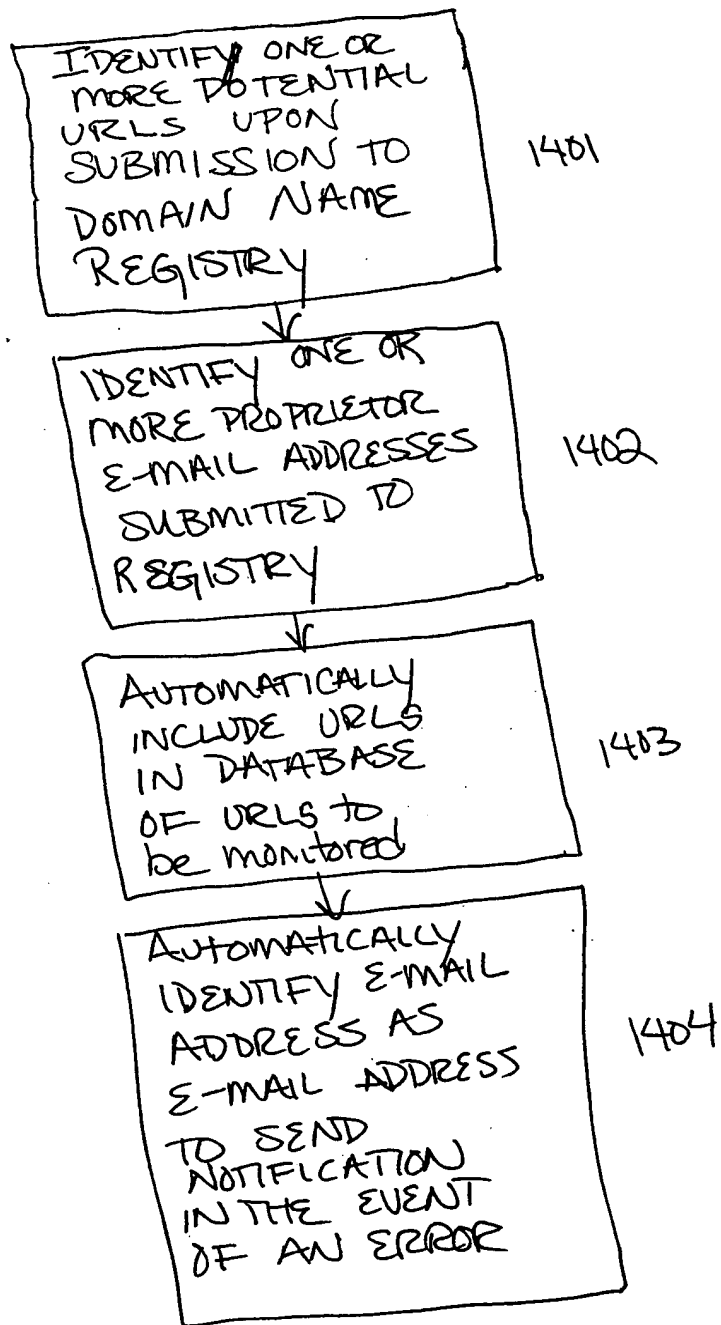 IDENTIFY ONE OR
MORE POTENTIAL
URLS UPON
SUBMISSION TO
DOMAIN NAME
REGISTRY
1401
IDENTIFY ONE OR
MORE PROPRIETOR
E-MAIL ADDRESSES
SUBMITTED TO
REGISTRY
1402
AUTOMATICALLY
INCLUDE URLS
IN DATABASE
OF URLS to
be monitored
1403
AUTOMATICALLY
IDENTIFY E-MAIL
ADDRESS AS
E-MAIL ADDRESS
TO SEND
NOTIFICATION
IN THE EVENT
OF AN ERROR
1404